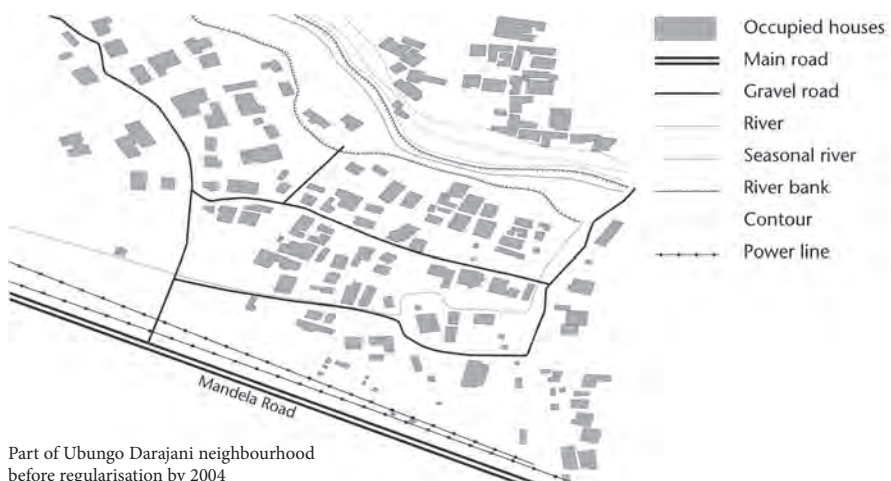 Occupied houses
Main road
Gravel road
River
Seasonal river
River bank
Contour
Power line
Mandela Road
Part of Ubungo Darajani neighbourhood
before regularisation by 2004